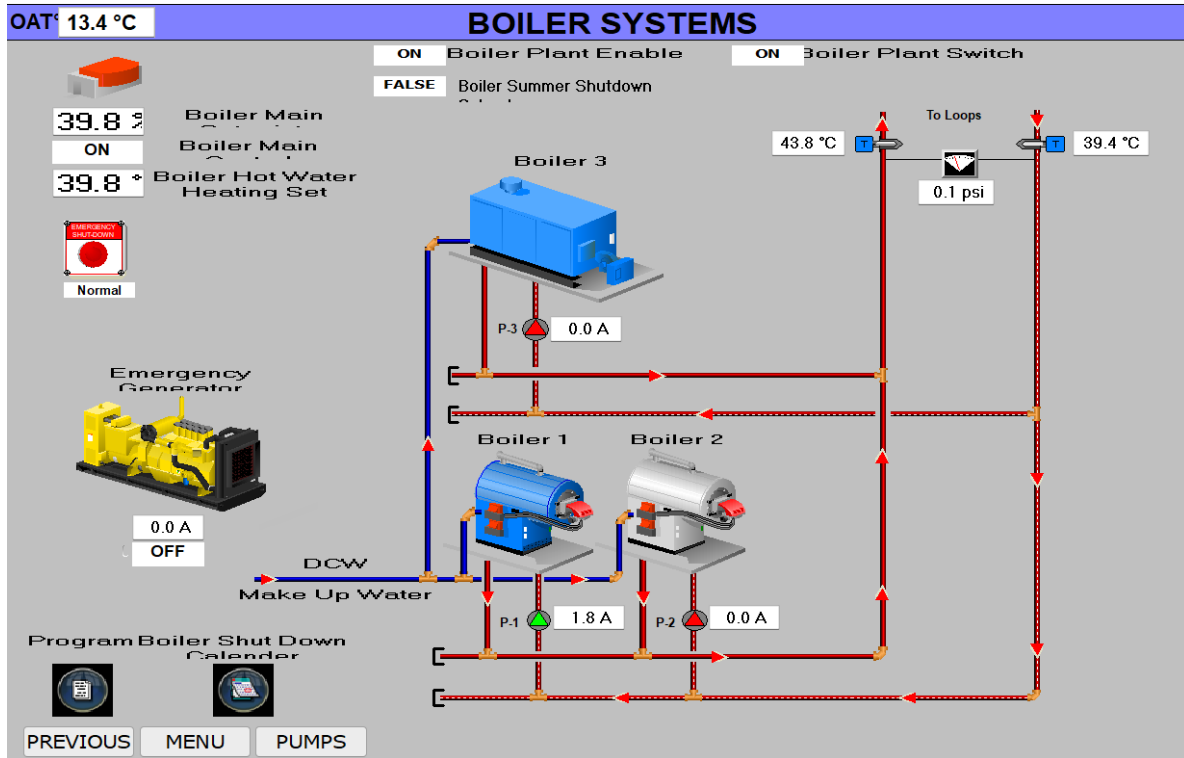 OAT°
13.4 °C
BOILER SYSTEMS
ON
Boiler Plant Enable
ON
Boiler Plant Switch
FALSE
Boiler Summer Shutdown
39.8
Boiler Main
ON
Boiler Main
39.8 °
Boiler Hot Water
Heating Set
EMERGENCY
SHUT-DOWN
Normal
To Loops
43.8 °C
T
T
39.4 °C
0.1 psi
Boiler 3
P-3
0.0 A
Emergency
Generator
0.0 A
OFF
Boiler 1
Boiler 2
DCW
Make Up Water
P-1
1.8 A
P-2
0.0 A
Program
Boiler Shut Down
Calender
PREVIOUS
MENU
PUMPS